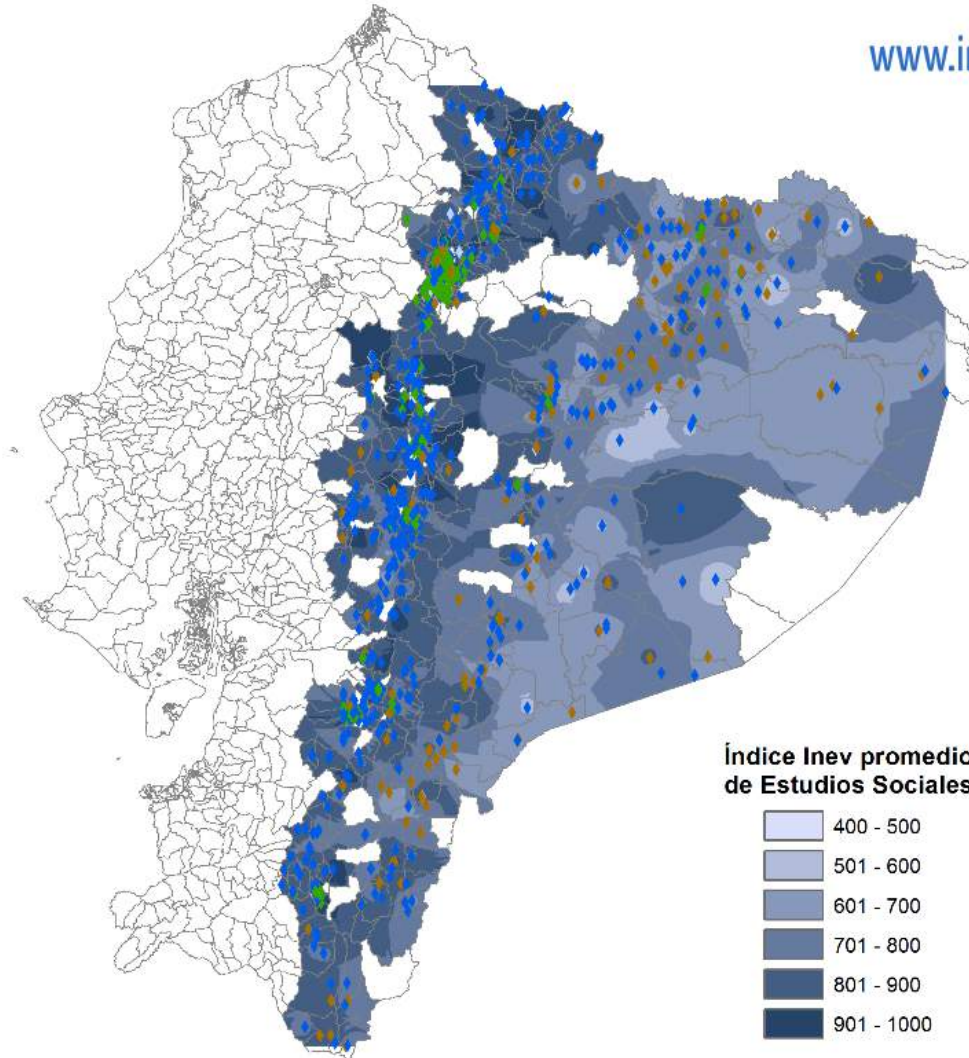 www.i
Índice Inev promedio
de Estudios Sociales
400 - 500
501 - 600
601 - 700
701 - 800
801 - 900
901 - 1000